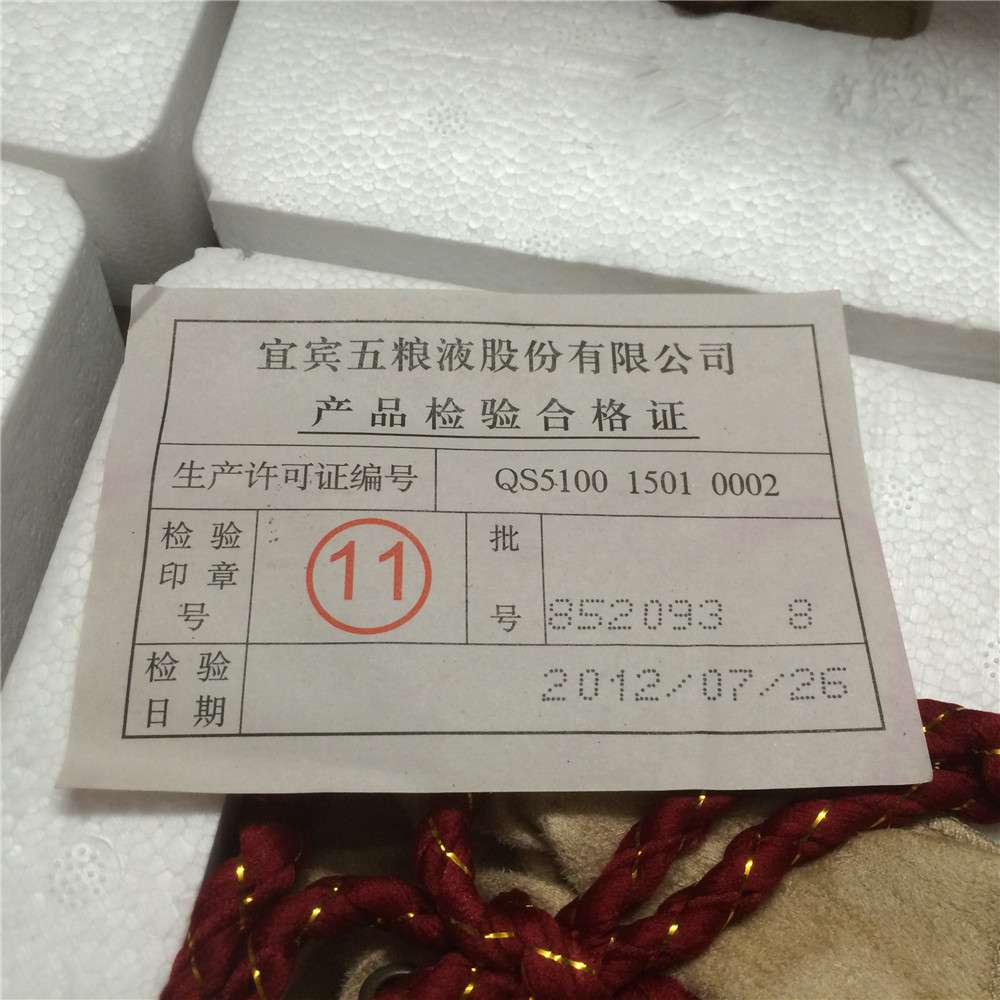 宜宾五粮液股份有限公司
产品检验合格证
生产许可证编号 QS5100 1501 0002
检验
印章
号
11
批
号
852093 8
检验
日期
2012/07/26